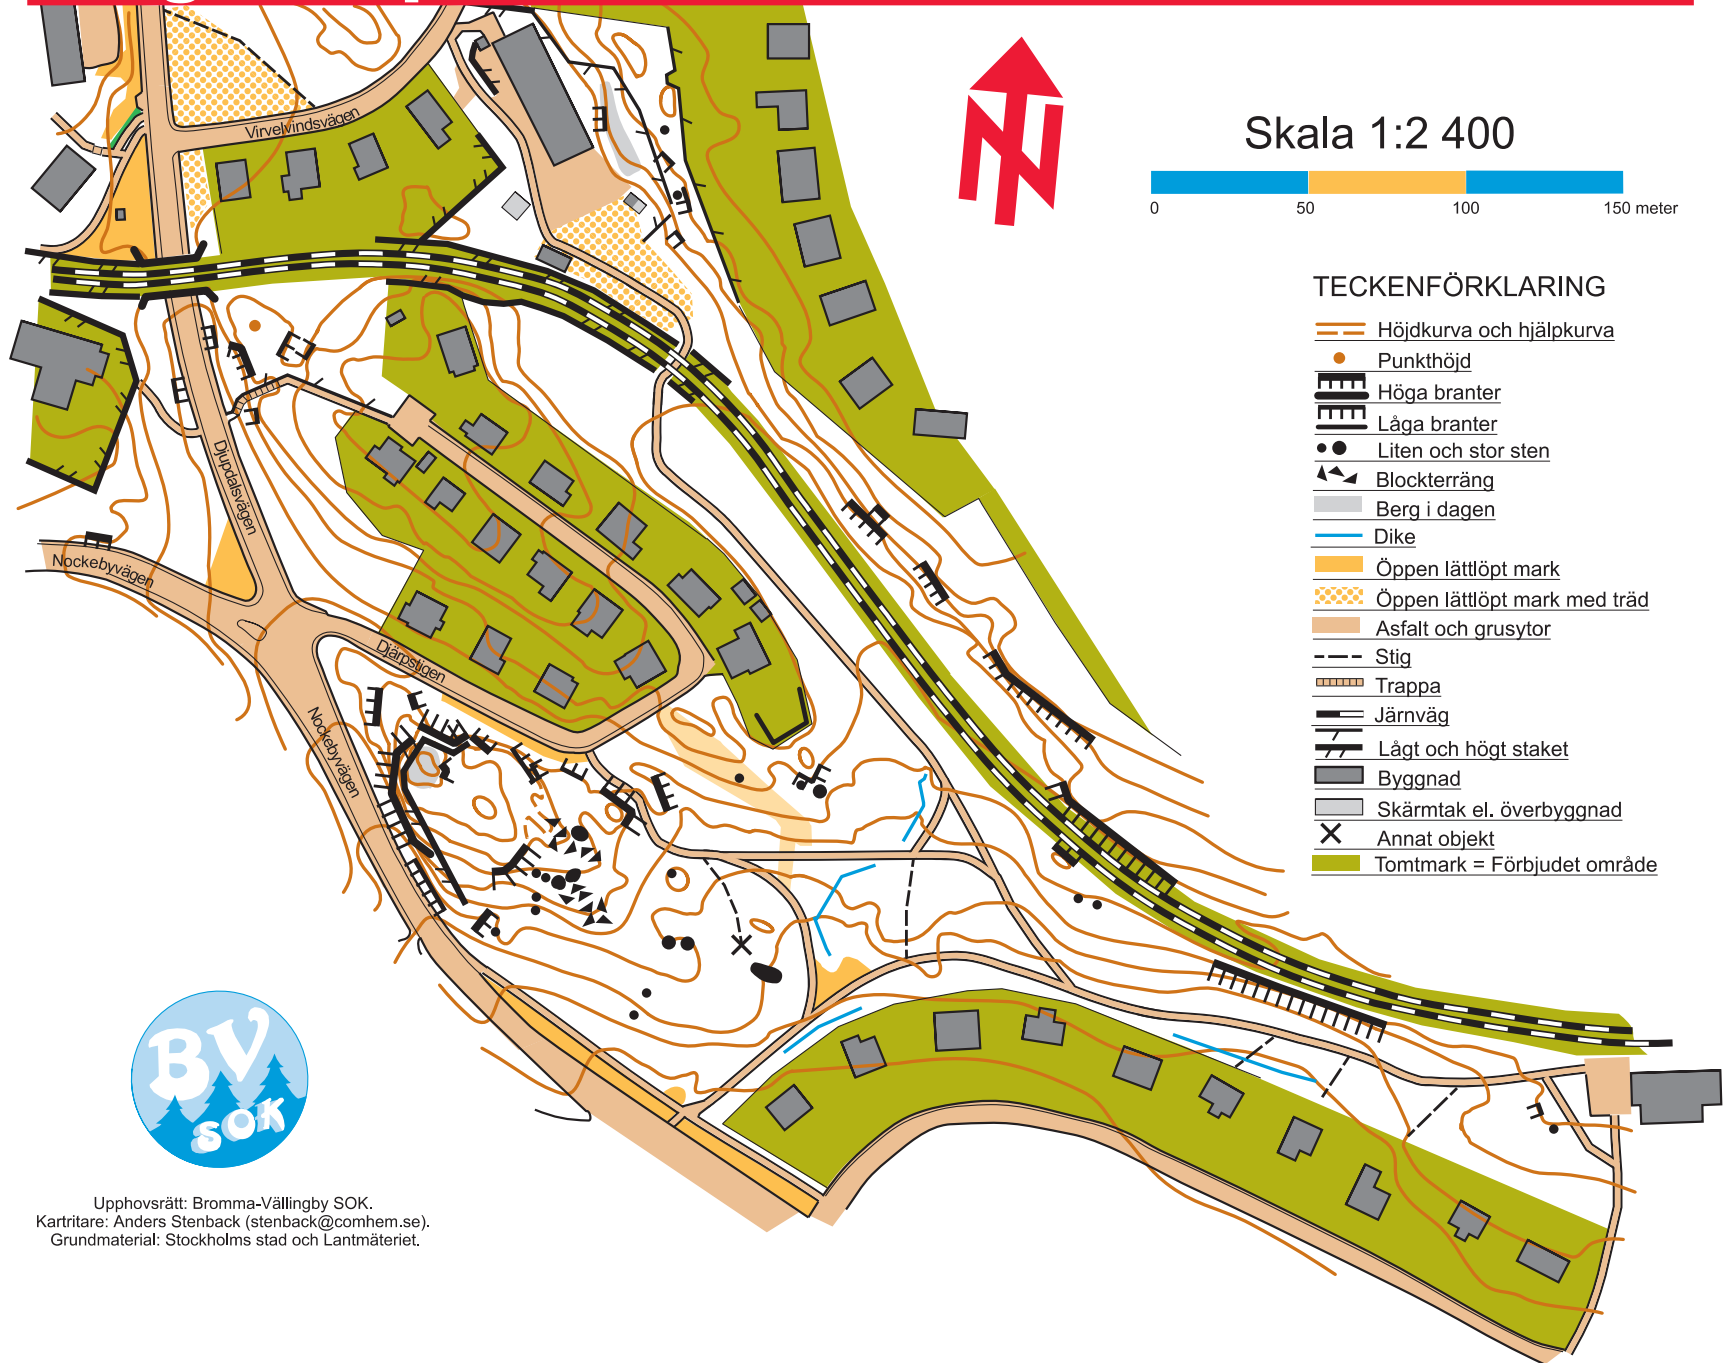 Skala 1:2 400
0 50 100 150 meter
TECKENFÖRKLARING
Höjdkurva och hjälpkurva
Punkthöjd
Höga branter
Låga branter
Liten och stor sten
Blockterräng
Berg i dagen
Dike
Öppen lättlöpt mark
Öppen lättlöpt mark med träd
Asfalt och grusytor
Stig
Trappa
Järnväg
Lågt och högt staket
Byggnad
Skärmtak el. överbyggnad
Annat objekt
Tomtmark = Förbjudet område
Virvelvindsvägen
Djupdalsvägen
Nockebyvägen
Djärpstigen
Nockebyvägen
BV
SOK
Upphovsrätt: Bromma-Vällingby SOK.
Kartritare: Anders Stenback (stenback@comhem.se).
Grundmaterial: Stockholms stad och Lantmäteriet.